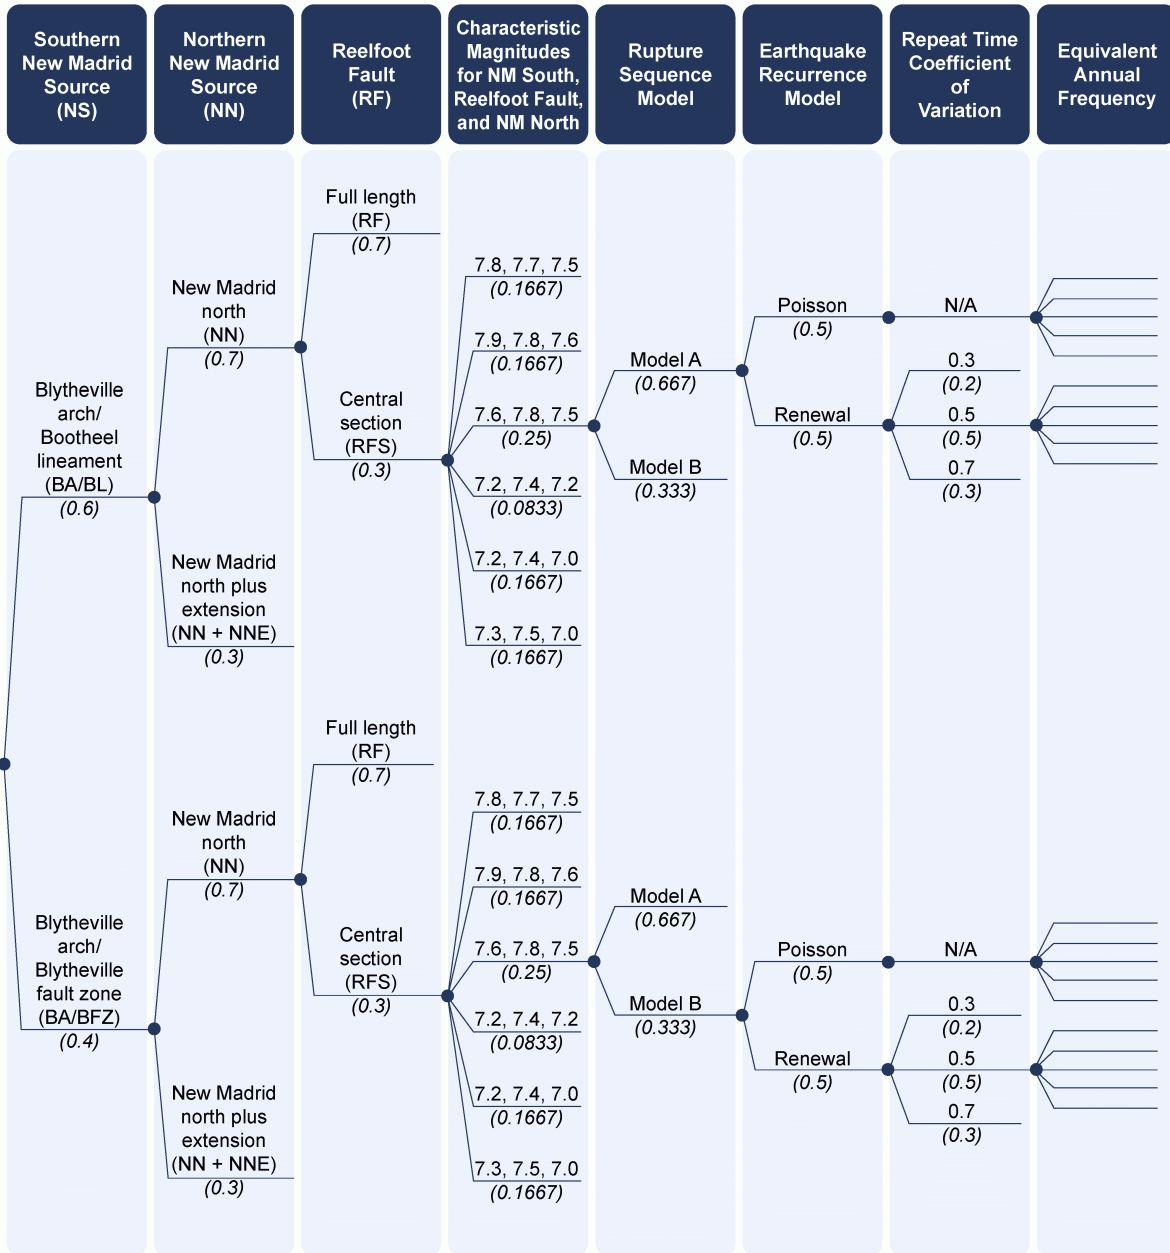 Southern
New Madrid
Source
(NS)
Northern
New Madrid
Source
(NN)
Reelfoot
Fault
(RF)
Characteristic
Magnitudes
for NM South,
Reelfoot Fault,
and NM North
Rupture
Sequence
Model
Earthquake
Recurrence
Model
Repeat Time
Coefficient
of
Variation
Equivalent
Annual
Frequency
Blytheville
arch/
Bootheel
lineament
(BA/BL)
(0.6)
New Madrid
north
(NN)
(0.7)
New Madrid
north plus
extension
(NN + NNE)
(0.3)
Full length
(RF)
(0.7)
Central
section
(RFS)
(0.3)
7.8, 7.7, 7.5
(0.1667)
7.9, 7.8, 7.6
(0.1667)
7.6, 7.8, 7.5
(0.25)
7.2, 7.4, 7.2
(0.0833)
7.2, 7.4, 7.0
(0.1667)
7.3, 7.5, 7.0
(0.1667)
Model A
(0.667)
Model B
(0.333)
Poisson
(0.5)
Renewal
(0.5)
N/A
0.3
(0.2)
0.5
(0.5)
0.7
(0.3)
Blytheville
arch/
Blytheville
fault zone
(BA/BFZ)
(0.4)
New Madrid
north
(NN)
(0.7)
New Madrid
north plus
extension
(NN + NNE)
(0.3)
Full length
(RF)
(0.7)
Central
section
(RFS)
(0.3)
7.8, 7.7, 7.5
(0.1667)
7.9, 7.8, 7.6
(0.1667)
7.6, 7.8, 7.5
(0.25)
7.2, 7.4, 7.2
(0.0833)
7.2, 7.4, 7.0
(0.1667)
7.3, 7.5, 7.0
(0.1667)
Model A
(0.667)
Model B
(0.333)
Poisson
(0.5)
Renewal
(0.5)
N/A
0.3
(0.2)
0.5
(0.5)
0.7
(0.3)